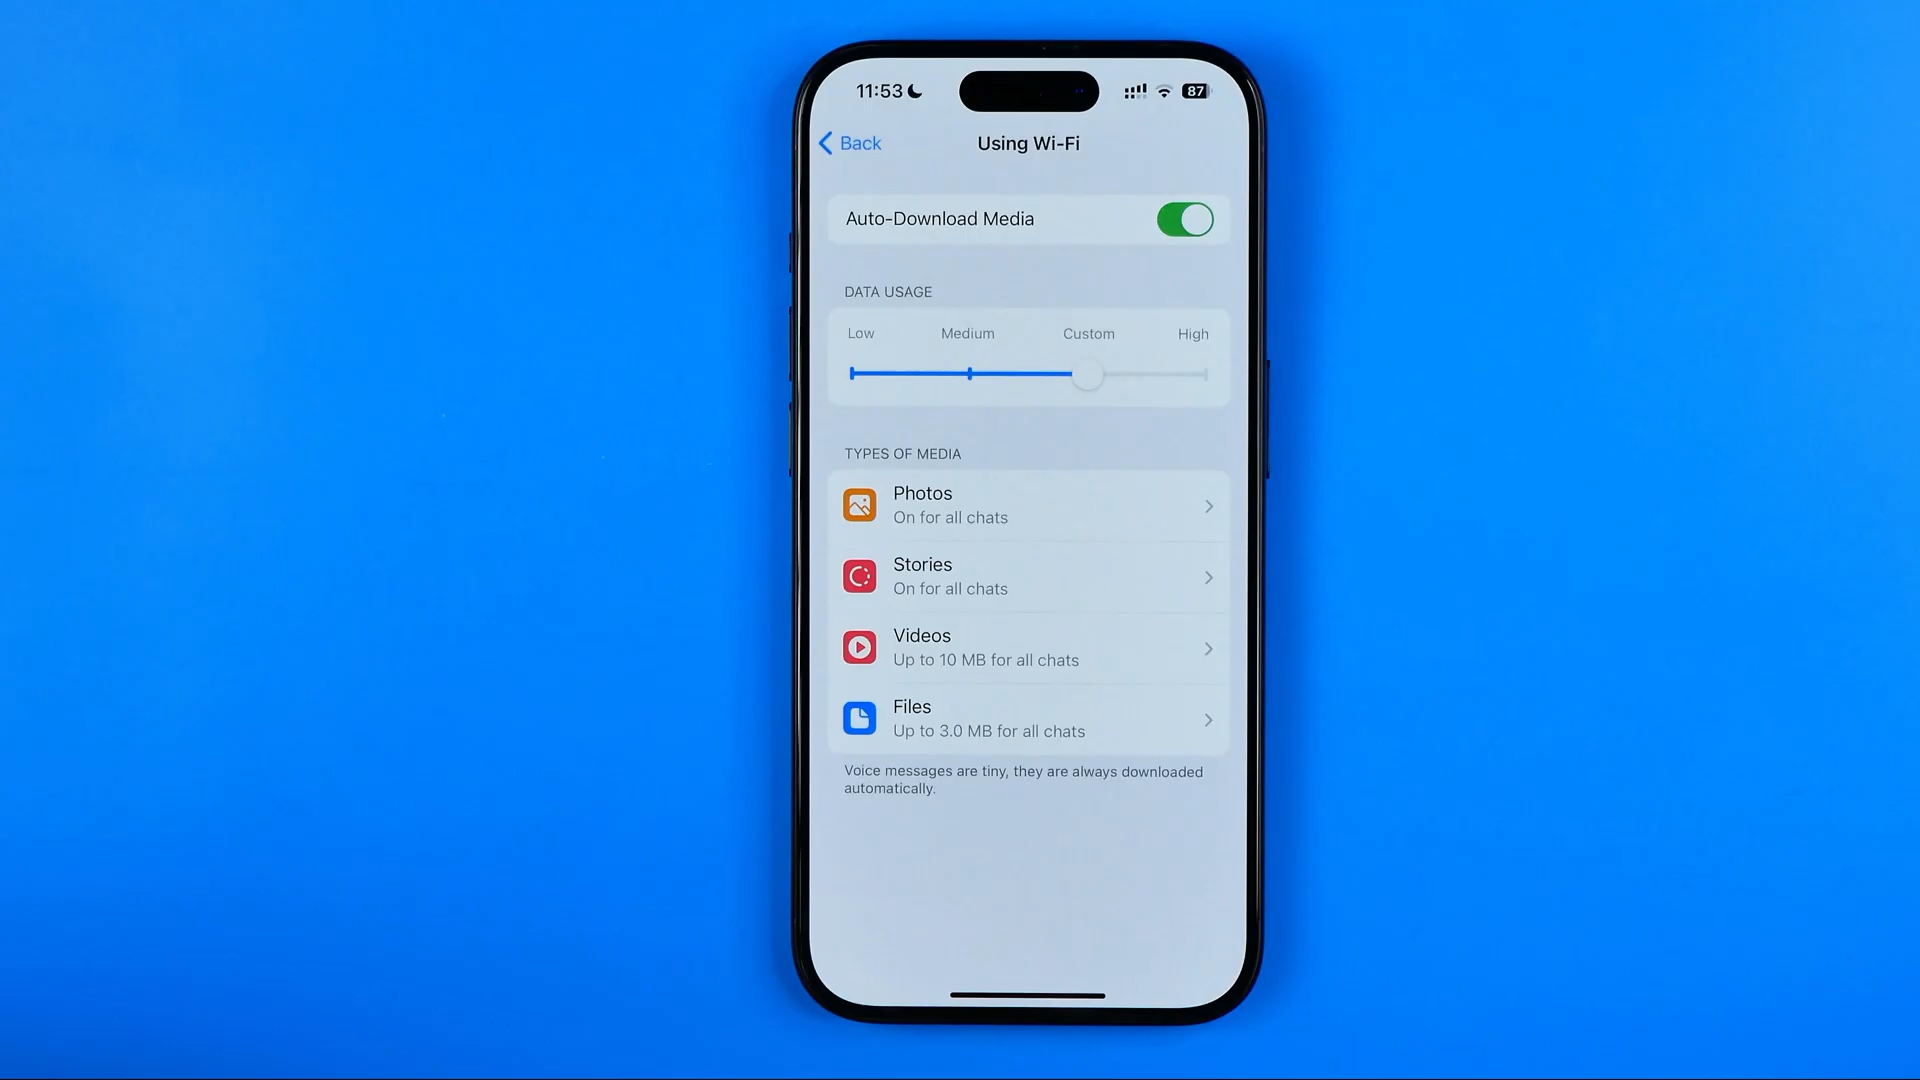 11:53
87
Back
Using Wi-Fi
Auto-Download Media
DATA USAGE
Low Medium Custom High
TYPES OF MEDIA
Photos
On for all chats
Stories
On for all chats
Videos
Up to 10 MB for all chats
Files
Up to 3.0 MB for all chats
Voice messages are tiny, they are always downloaded
automatically.